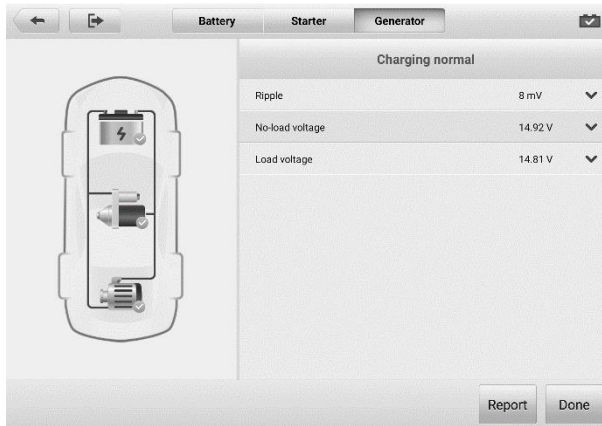 Battery Starter Generator
Charging normal
Ripple 8 mV
No-load voltage 14.92 V
Load voltage 14.81 V
Report Done